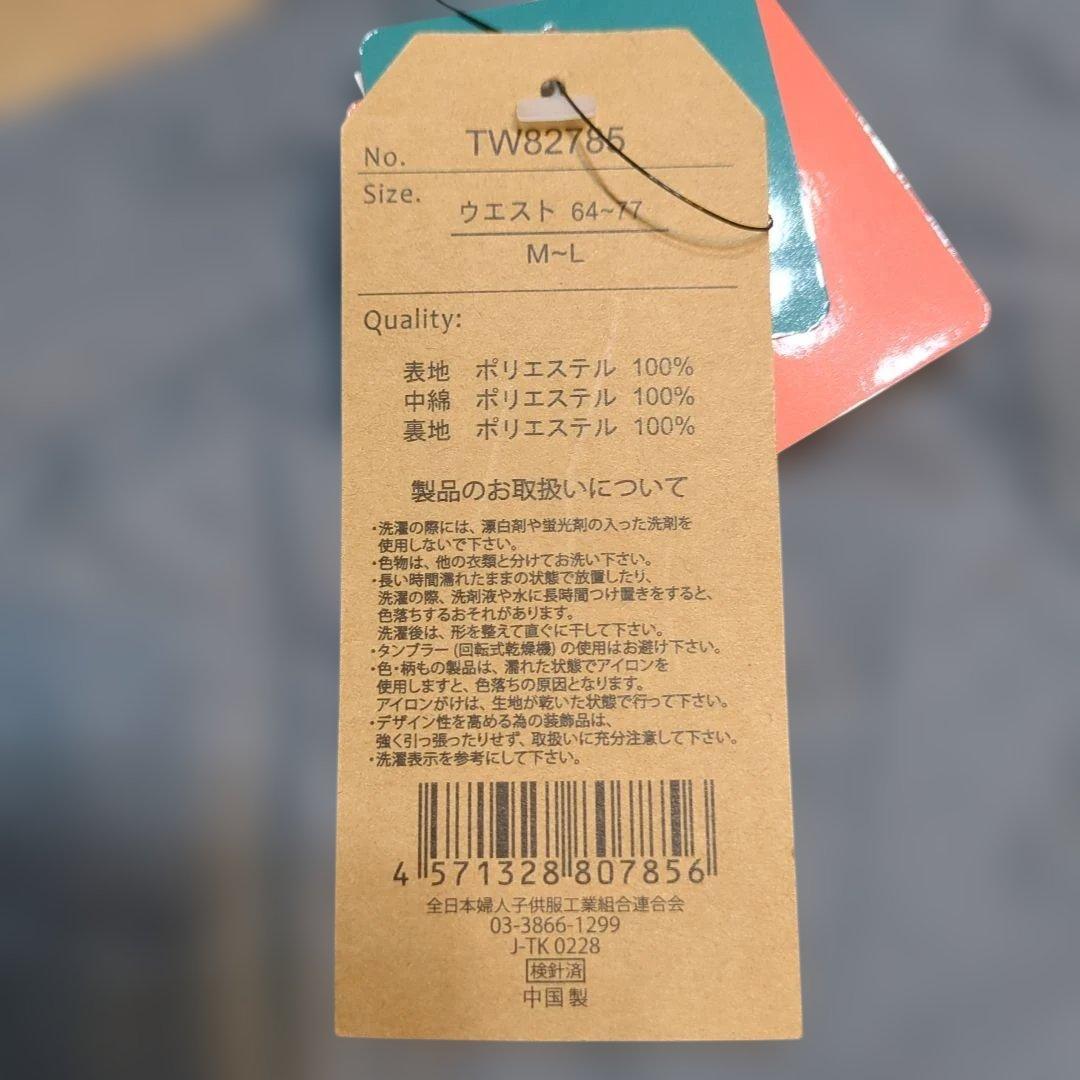 No. TW82785
Size. ウエスト 64~77
M~L
Quality:
表地 ポリエステル 100%
中綿 ポリエステル 100%
裏地 ポリエステル 100%
製品のお取扱いについて
・洗濯の際には、漂白剤や蛍光剤の入った洗剤を
使用しないで下さい。
・色物は、他の衣類と分けてお洗い下さい。
・長い時間濡れたままの状態で放置したり、
洗濯の際、洗剤液や水に長時間つけ置きをすると、
色落ちするおそれがあります。
洗濯後は、形を整えて直ぐに干して下さい。
・タンブラー(回転式乾燥機)の使用はお避け下さい。
・色・柄もの製品は、濡れた状態でアイロンを
使用しますと、色落ちの原因となります。
アイロンがけは、生地が乾いた状態で行って下さい。
・デザイン性を高める為の装飾品は、
強く引っ張ったりせず、取扱いに充分注意して下さい。
・洗濯表示を参考にして下さい。
4 571328 807856
全日本婦人子供服工業組合連合会
03-3866-1299
J-TK 0228
検針済
中国製